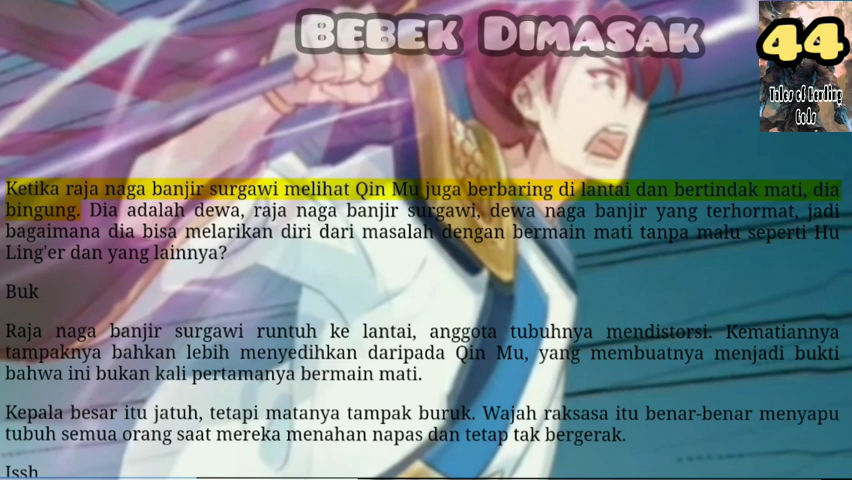 BEBEK DIMASAK
44
Tales of Herding
Gods
Ketika raja naga banjir surgawi melihat Qin Mu juga berbaring di lantai dan bertindak mati, dia
bingung. Dia adalah dewa, raja naga banjir surgawi, dewa naga banjir yang terhormat, jadi
bagaimana dia bisa melarikan diri dari masalah dengan bermain mati tanpa malu seperti Hu
Ling'er dan yang lainnya?
Buk
Raja naga banjir surgawi runtuh ke lantai, anggota tubuhnya mendistorsi. Kematiannya
tampaknya bahkan lebih menyedihkan daripada Qin Mu, yang membuatnya menjadi bukti
bahwa ini bukan kali pertamanya bermain mati.
Kepala besar itu jatuh, tetapi matanya tampak buruk. Wajah raksasa itu benar-benar menyapu
tubuh semua orang saat mereka menahan napas dan tetap tak bergerak.
Issh